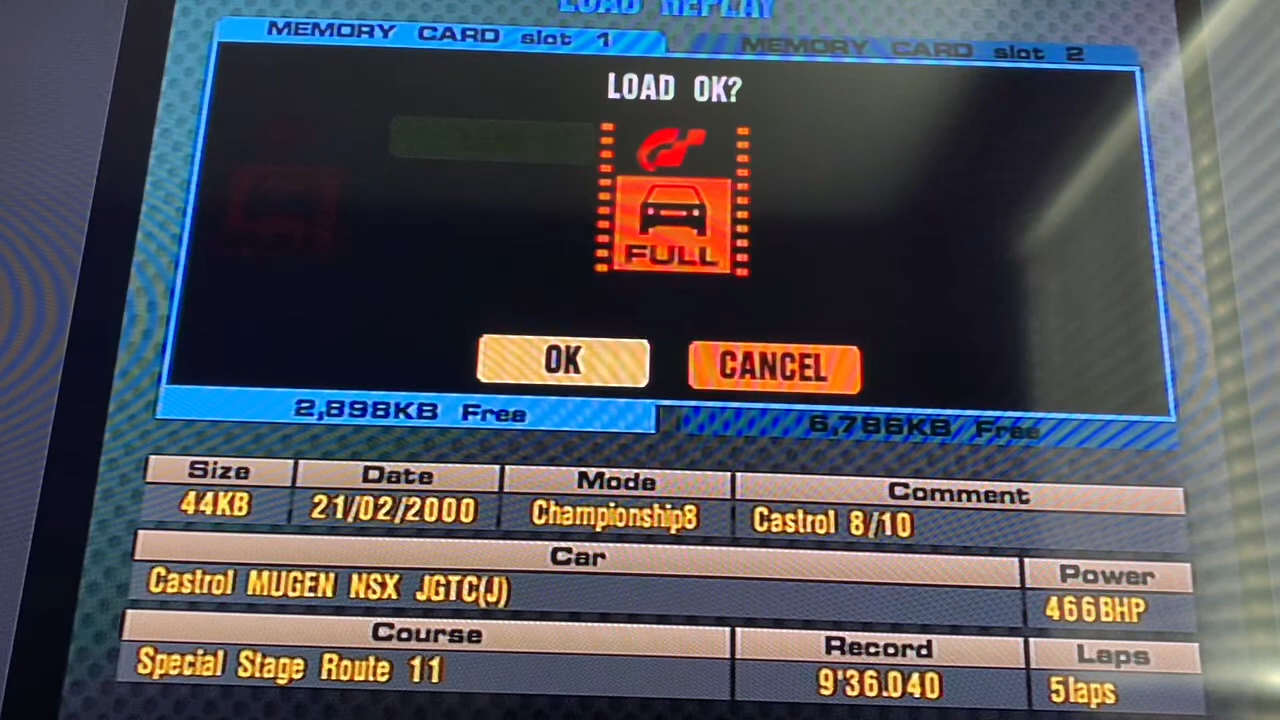 LOAD REPLAY
MEMORY CARD slot 1
MEMORY CARD slot 2
LOAD OK?
FULL
OK
CANCEL
2,898KB Free
6,786KB Free
Size
Date
Mode
Comment
44KB
21/02/2000
Championship8
Castrol 8/10
Car
Power
Castrol MUGEN NSX JGTC(J)
466BHP
Course
Record
Laps
Special Stage Route 11
9'36.040
5laps